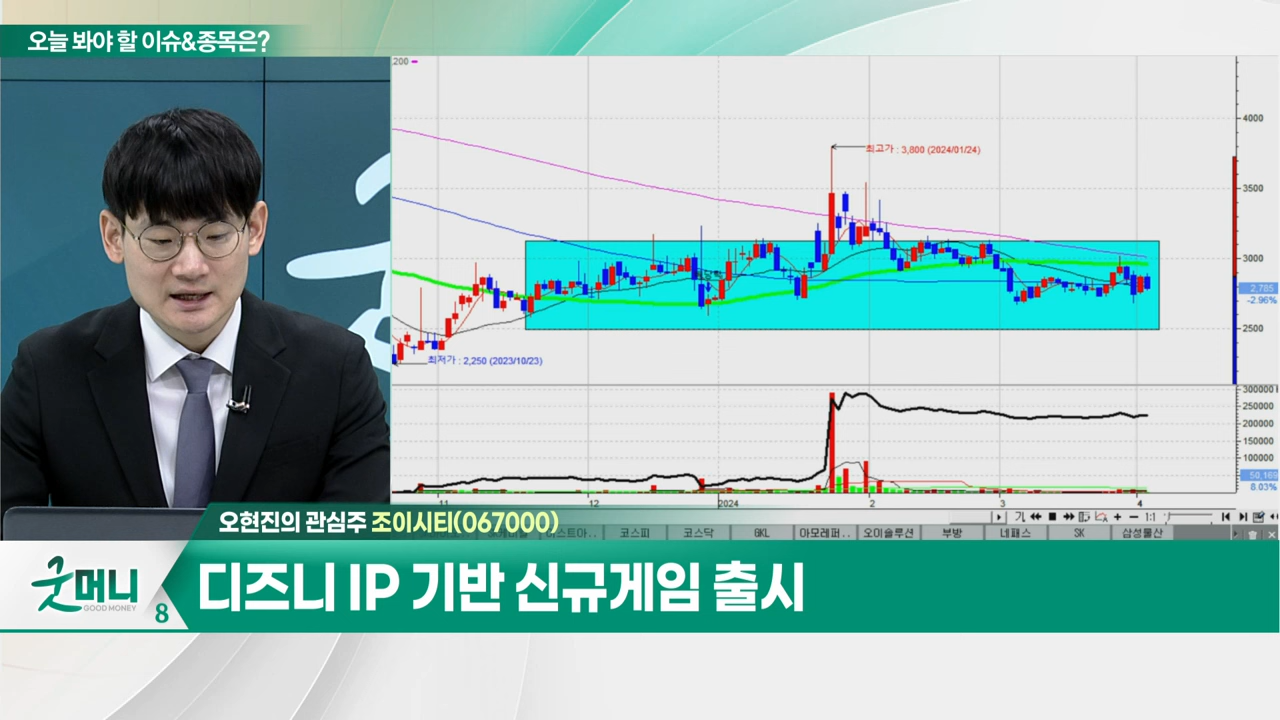 오늘 봐야 할 이슈&종목은?
200
최고가 : 3,800 (2024/01/24)
최저가 : 2,250 (2023/10/23)
4000
3500
3000
2,785
-2.96%
2500
300000
250000
200000
150000
100000
50,169
8.03%
11
12
2024
2
3
4
1:1
코스피
코스닥
GKL
아모레퍼..
오이솔루션
부방
네패스
SK
삼성물산
오현진의 관심주 조이시티(067000)
디즈니 IP 기반 신규게임 출시
굿머니
GOOD MONEY
8